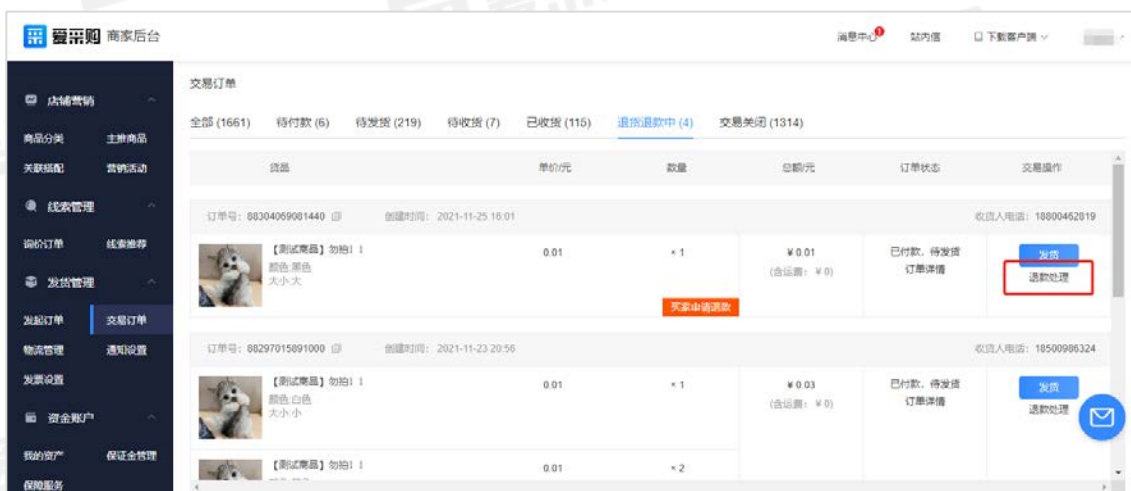 采 爱采购 商家后台 消息中心 站内信 下载客户端
店铺营销
商品分类 主推商品
关联搭配 营销活动
线索管理
询价订单 线索推荐
发货管理
发起订单 交易订单
物流管理 通知设置
发票设置
资金账户
我的资产 保证金管理
保障服务
交易订单
全部 (1661) 待付款 (6) 待发货 (219) 待收货 (7) 已收货 (115) 退货退款中 (4) 交易关闭 (1314)
货品 单价/元 数量 总额/元 订单状态 交易操作
订单号: 88304069081440 创建时间: 2021-11-25 16:01 收货人电话: 18800462819
【测试商品】勿拍！！ 0.01 × 1 ¥ 0.01 已付款、待发货 发货
颜色:黑色 (含运费: ¥ 0) 订单详情 退款处理
大小:大
买家申请退款
订单号: 88297015891000 创建时间: 2021-11-23 20:56 收货人电话: 18500986324
【测试商品】勿拍！！ 0.01 × 1 ¥ 0.03 已付款、待发货 发货
颜色:白色 (含运费: ¥ 0) 订单详情 退款处理
大小:小
【测试商品】勿拍！！ 0.01 × 2